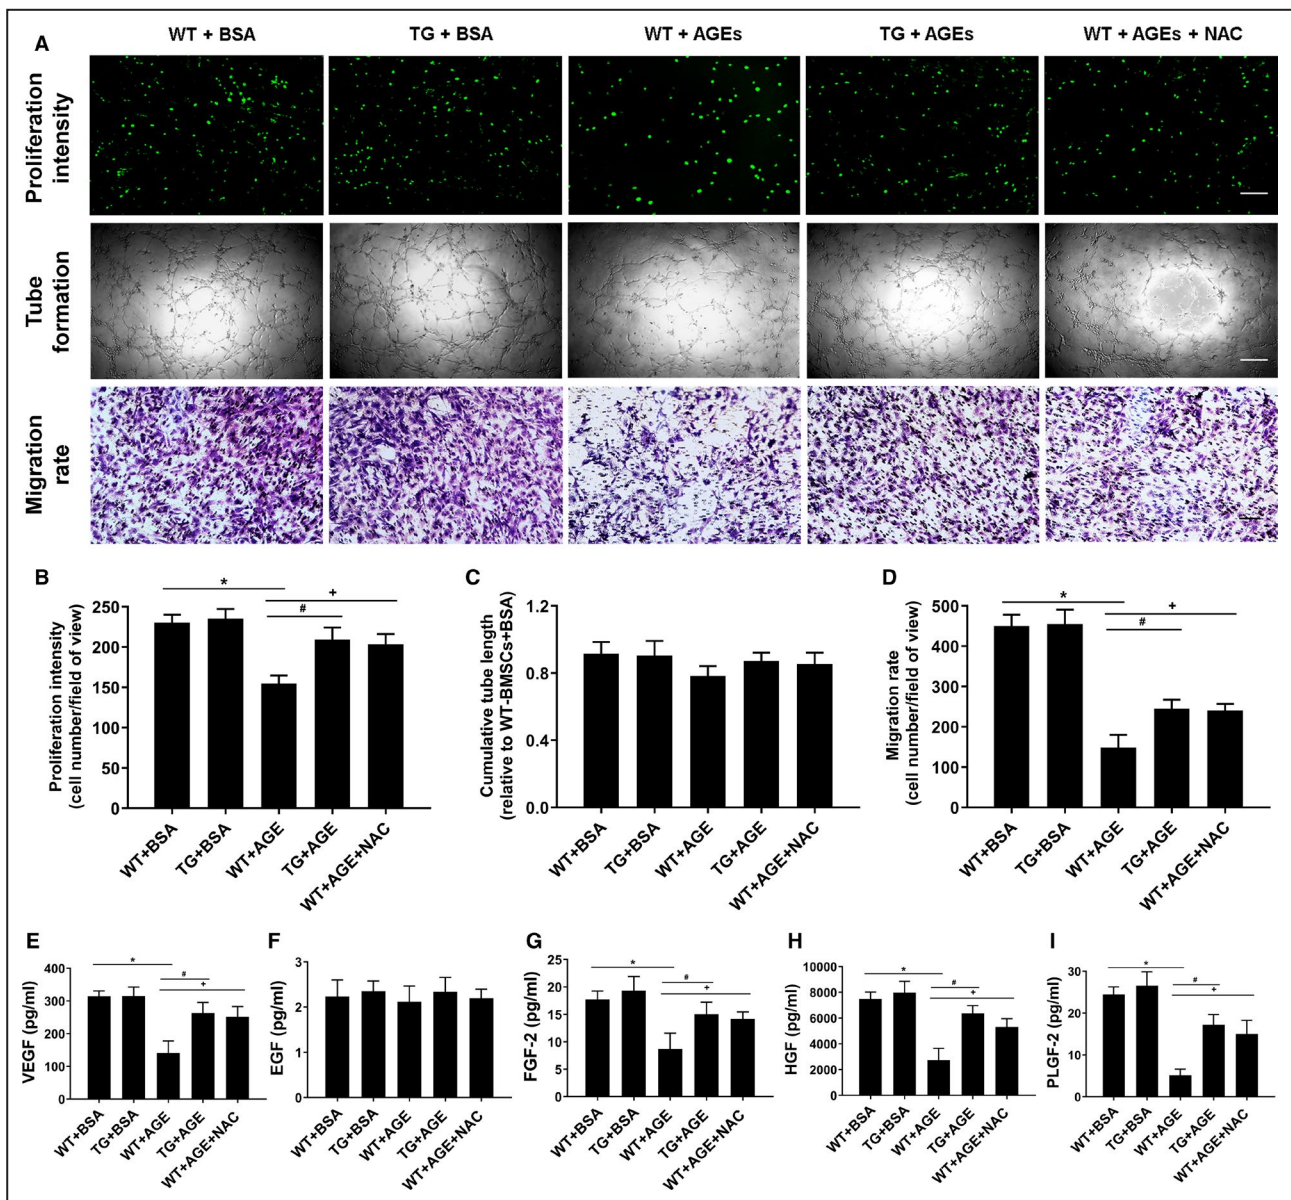 A
WT + BSA
TG + BSA
WT + AGEs
TG + AGEs
WT + AGEs + NAC
Proliferation
intensity
Tube
formation
Migration
rate
B
Proliferation intensity
(cell number/field of view)
250
200
150
100
50
0
*
+
#
WT+BSA
TG+BSA
WT+AGE
TG+AGE
WT+AGE+NAC
C
Cumulative tube length
(relative to WT-BMSCs+BSA)
1.2
0.8
0.4
0.0
WT+BSA
TG+BSA
WT+AGE
TG+AGE
WT+AGE+NAC
D
Migration rate
(cell number/field of view)
500
400
300
200
100
0
*
+
#
WT+BSA
TG+BSA
WT+AGE
TG+AGE
WT+AGE+NAC
E
VEGF (pg/ml)
400
300
200
100
0
*
#
+
WT+BSA
TG+BSA
WT+AGE
TG+AGE
WT+AGE+NAC
F
EGF (pg/ml)
3
2
1
0
WT+BSA
TG+BSA
WT+AGE
TG+AGE
WT+AGE+NAC
G
FGF-2 (pg/ml)
25
20
15
10
5
0
*
#
+
WT+BSA
TG+BSA
WT+AGE
TG+AGE
WT+AGE+NAC
H
HGF (pg/ml)
10000
8000
6000
4000
2000
0
*
#
+
WT+BSA
TG+BSA
WT+AGE
TG+AGE
WT+AGE+NAC
I
PLGF-2 (pg/ml)
30
20
10
0
*
#
+
WT+BSA
TG+BSA
WT+AGE
TG+AGE
WT+AGE+NAC